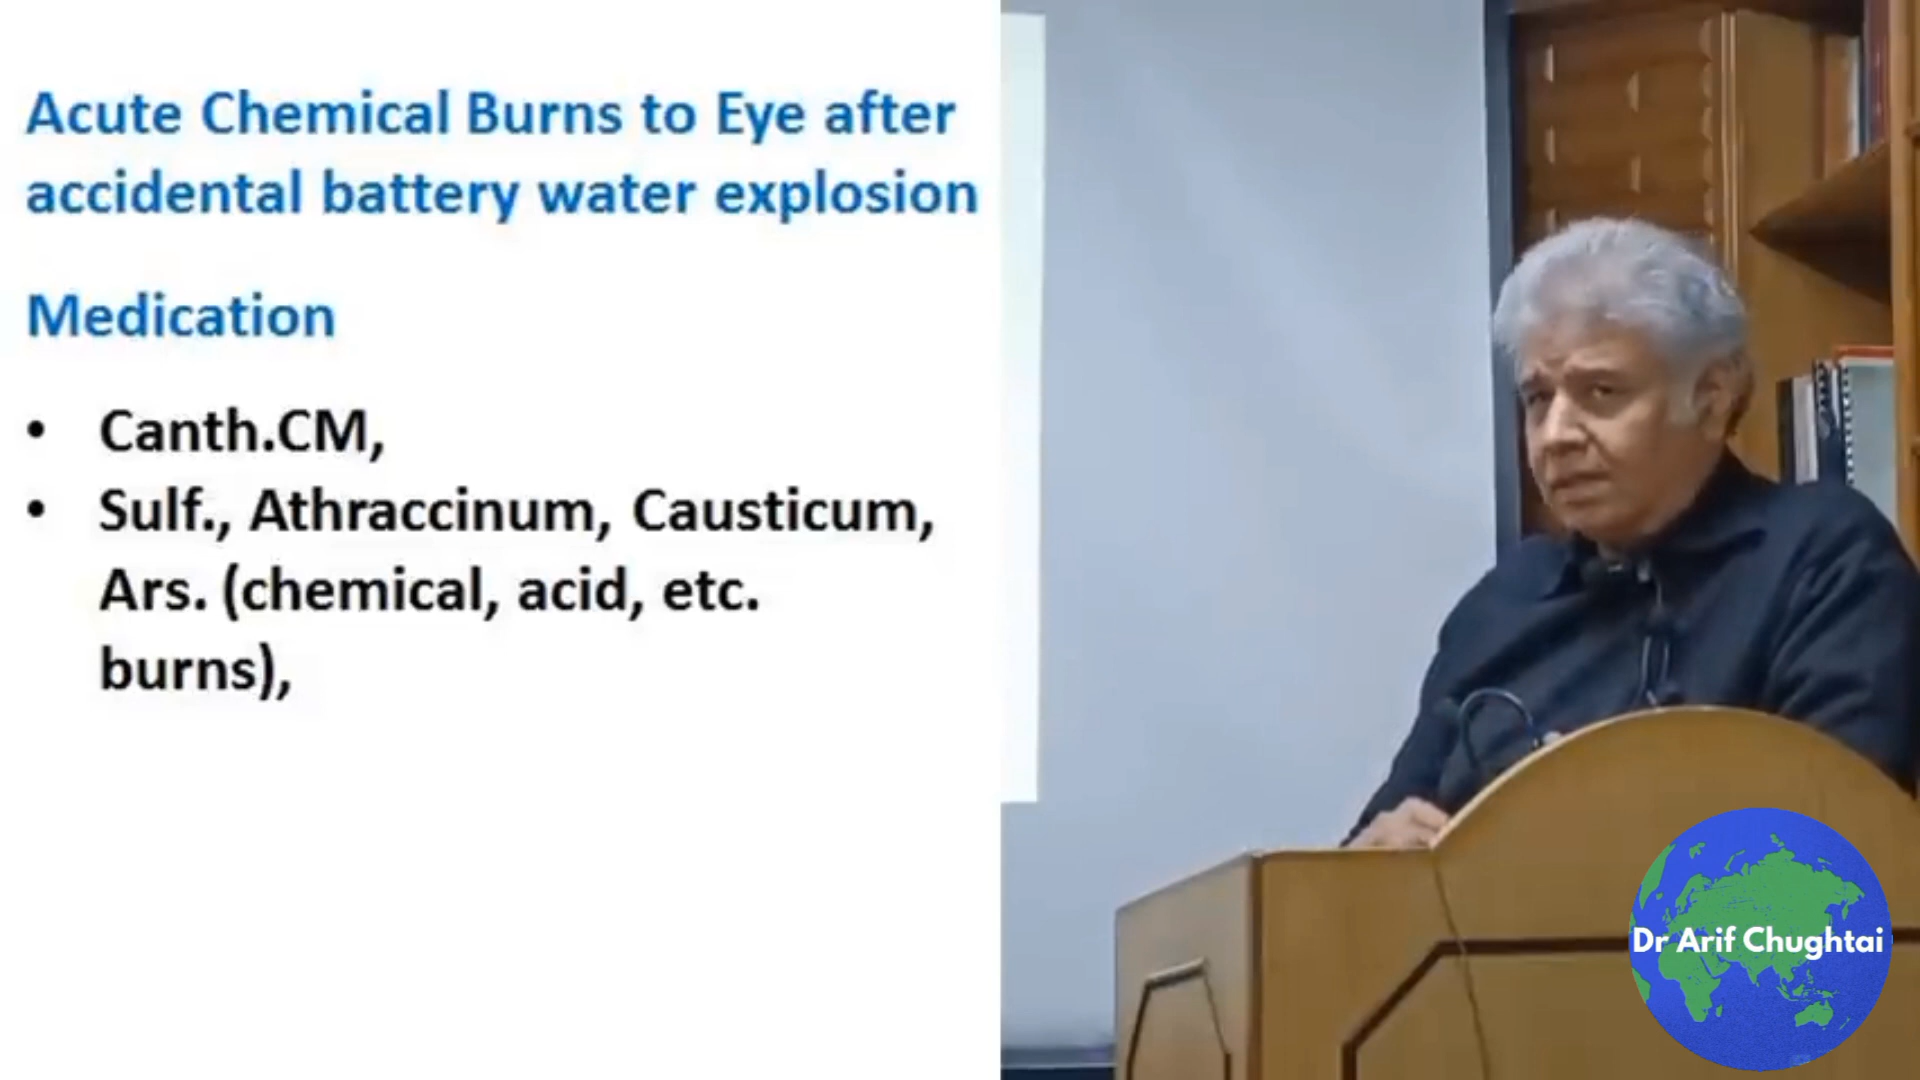 Acute Chemical Burns to Eye after
accidental battery water explosion
Medication
• Canth.CM,
• Sulf., Athraccinum, Causticum,
Ars. (chemical, acid, etc.
burns),
Dr Arif Chughtai